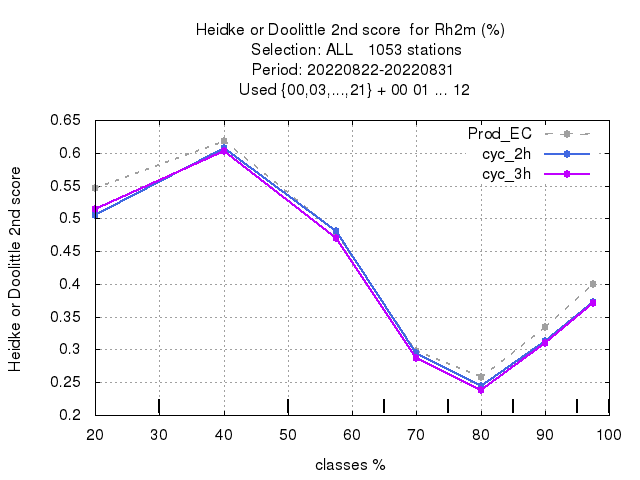 Heidke or Doolittle 2nd score  for Rh2m (%)
Selection: ALL   1053 stations
Period: 20220822-20220831
Used {00,03,...,21} + 00 01 ... 12
Prod_EC
cyc_2h
cyc_3h
Heidke or Doolittle 2nd score
0.65
0.6
0.55
0.5
0.45
0.4
0.35
0.3
0.25
0.2
20 30 40 50 60 70 80 90 100
classes %